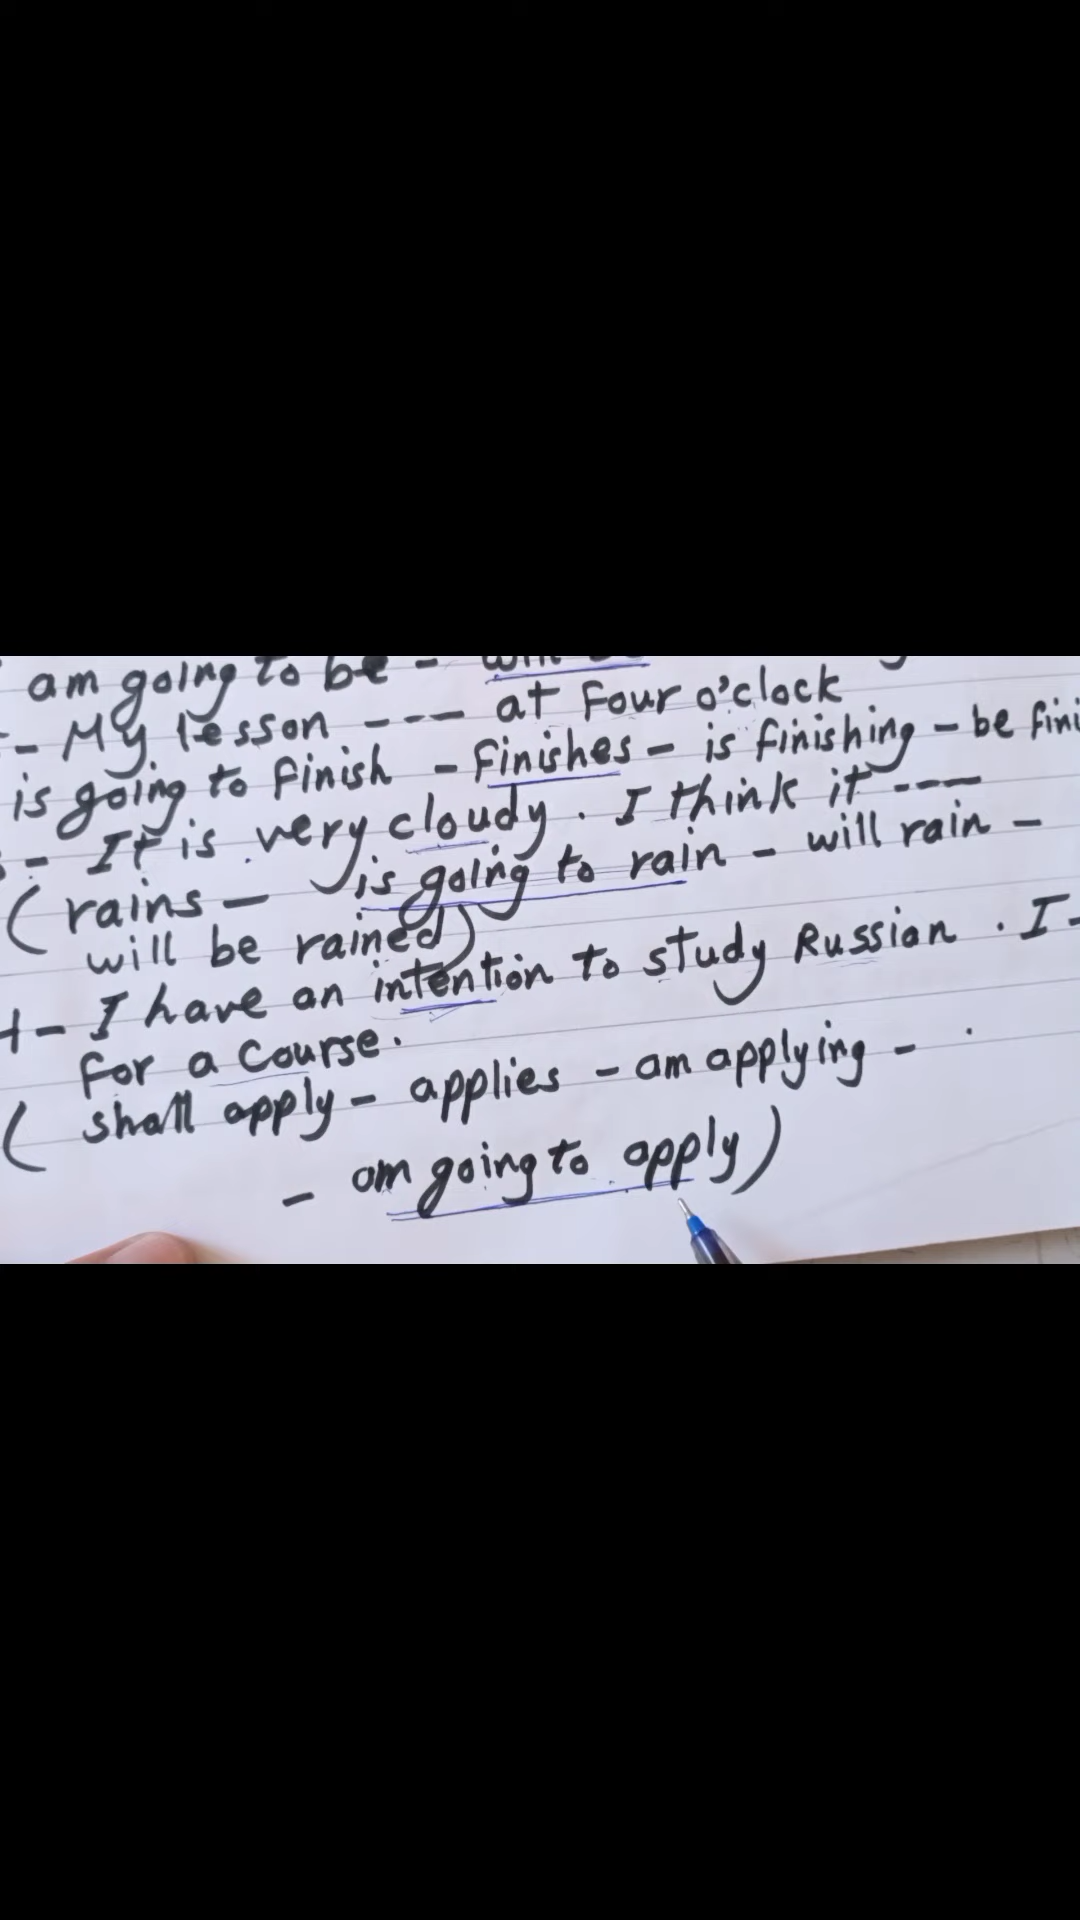 am going to be -
- My lesson --- at Four o'clock
is going to finish - finishes - is finishing - be fini
- It is very cloudy. I think it ---
(rains - is going to rain - will rain -
will be rained)
- I have an intention to study Russian. I -
for a course.
( shall apply - applies - am applying -
- am going to apply)